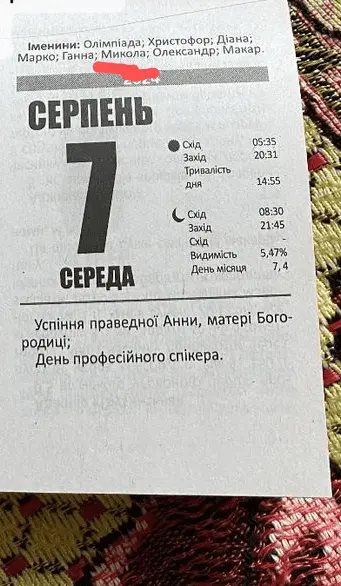 Іменини: Олімпіада; Христофор; Діана;
Марко; Ганна; Микола; Олександр; Макар.
СЕРПЕНЬ
7
СЕРЕДА
Схід 05:35
Захід 20:31
Тривалість
дня 14:55
Схід 08:30
Захід 21:45
Схід -
Видимість 5,47%
День місяця 7, 4
Успіння праведної Анни, матері Бого-
родиці;
День професійного спікера.